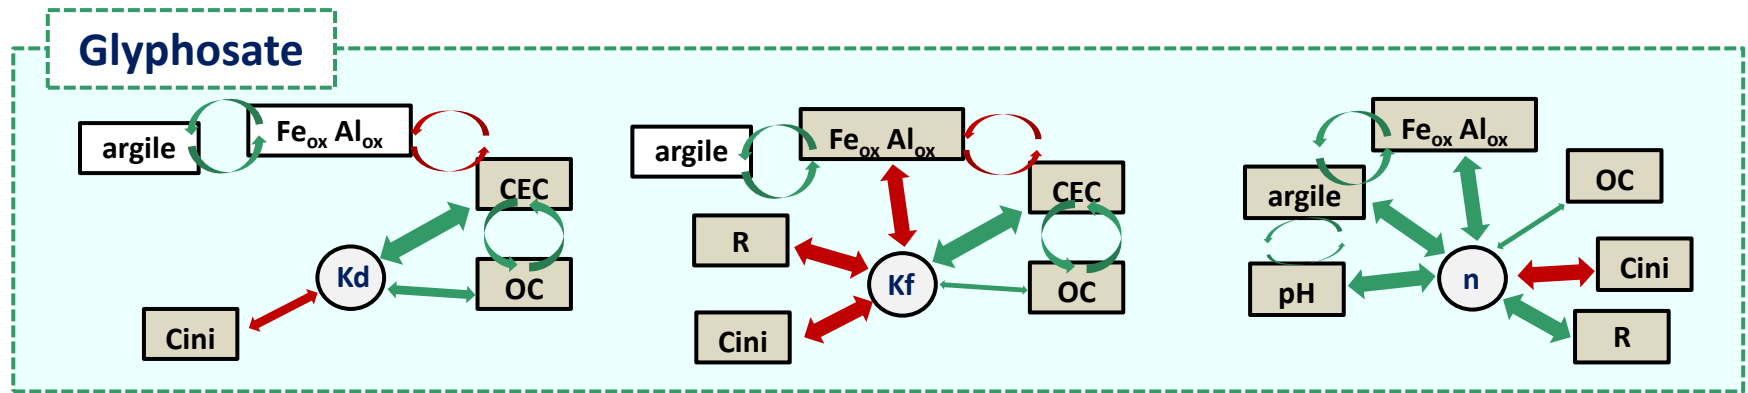 Glyphosate
argile
Feox Alox
CEC
Kd
OC
Cini
argile
Feox Alox
CEC
R
Kf
OC
Cini
Feox Alox
OC
argile
Cini
pH
n
R